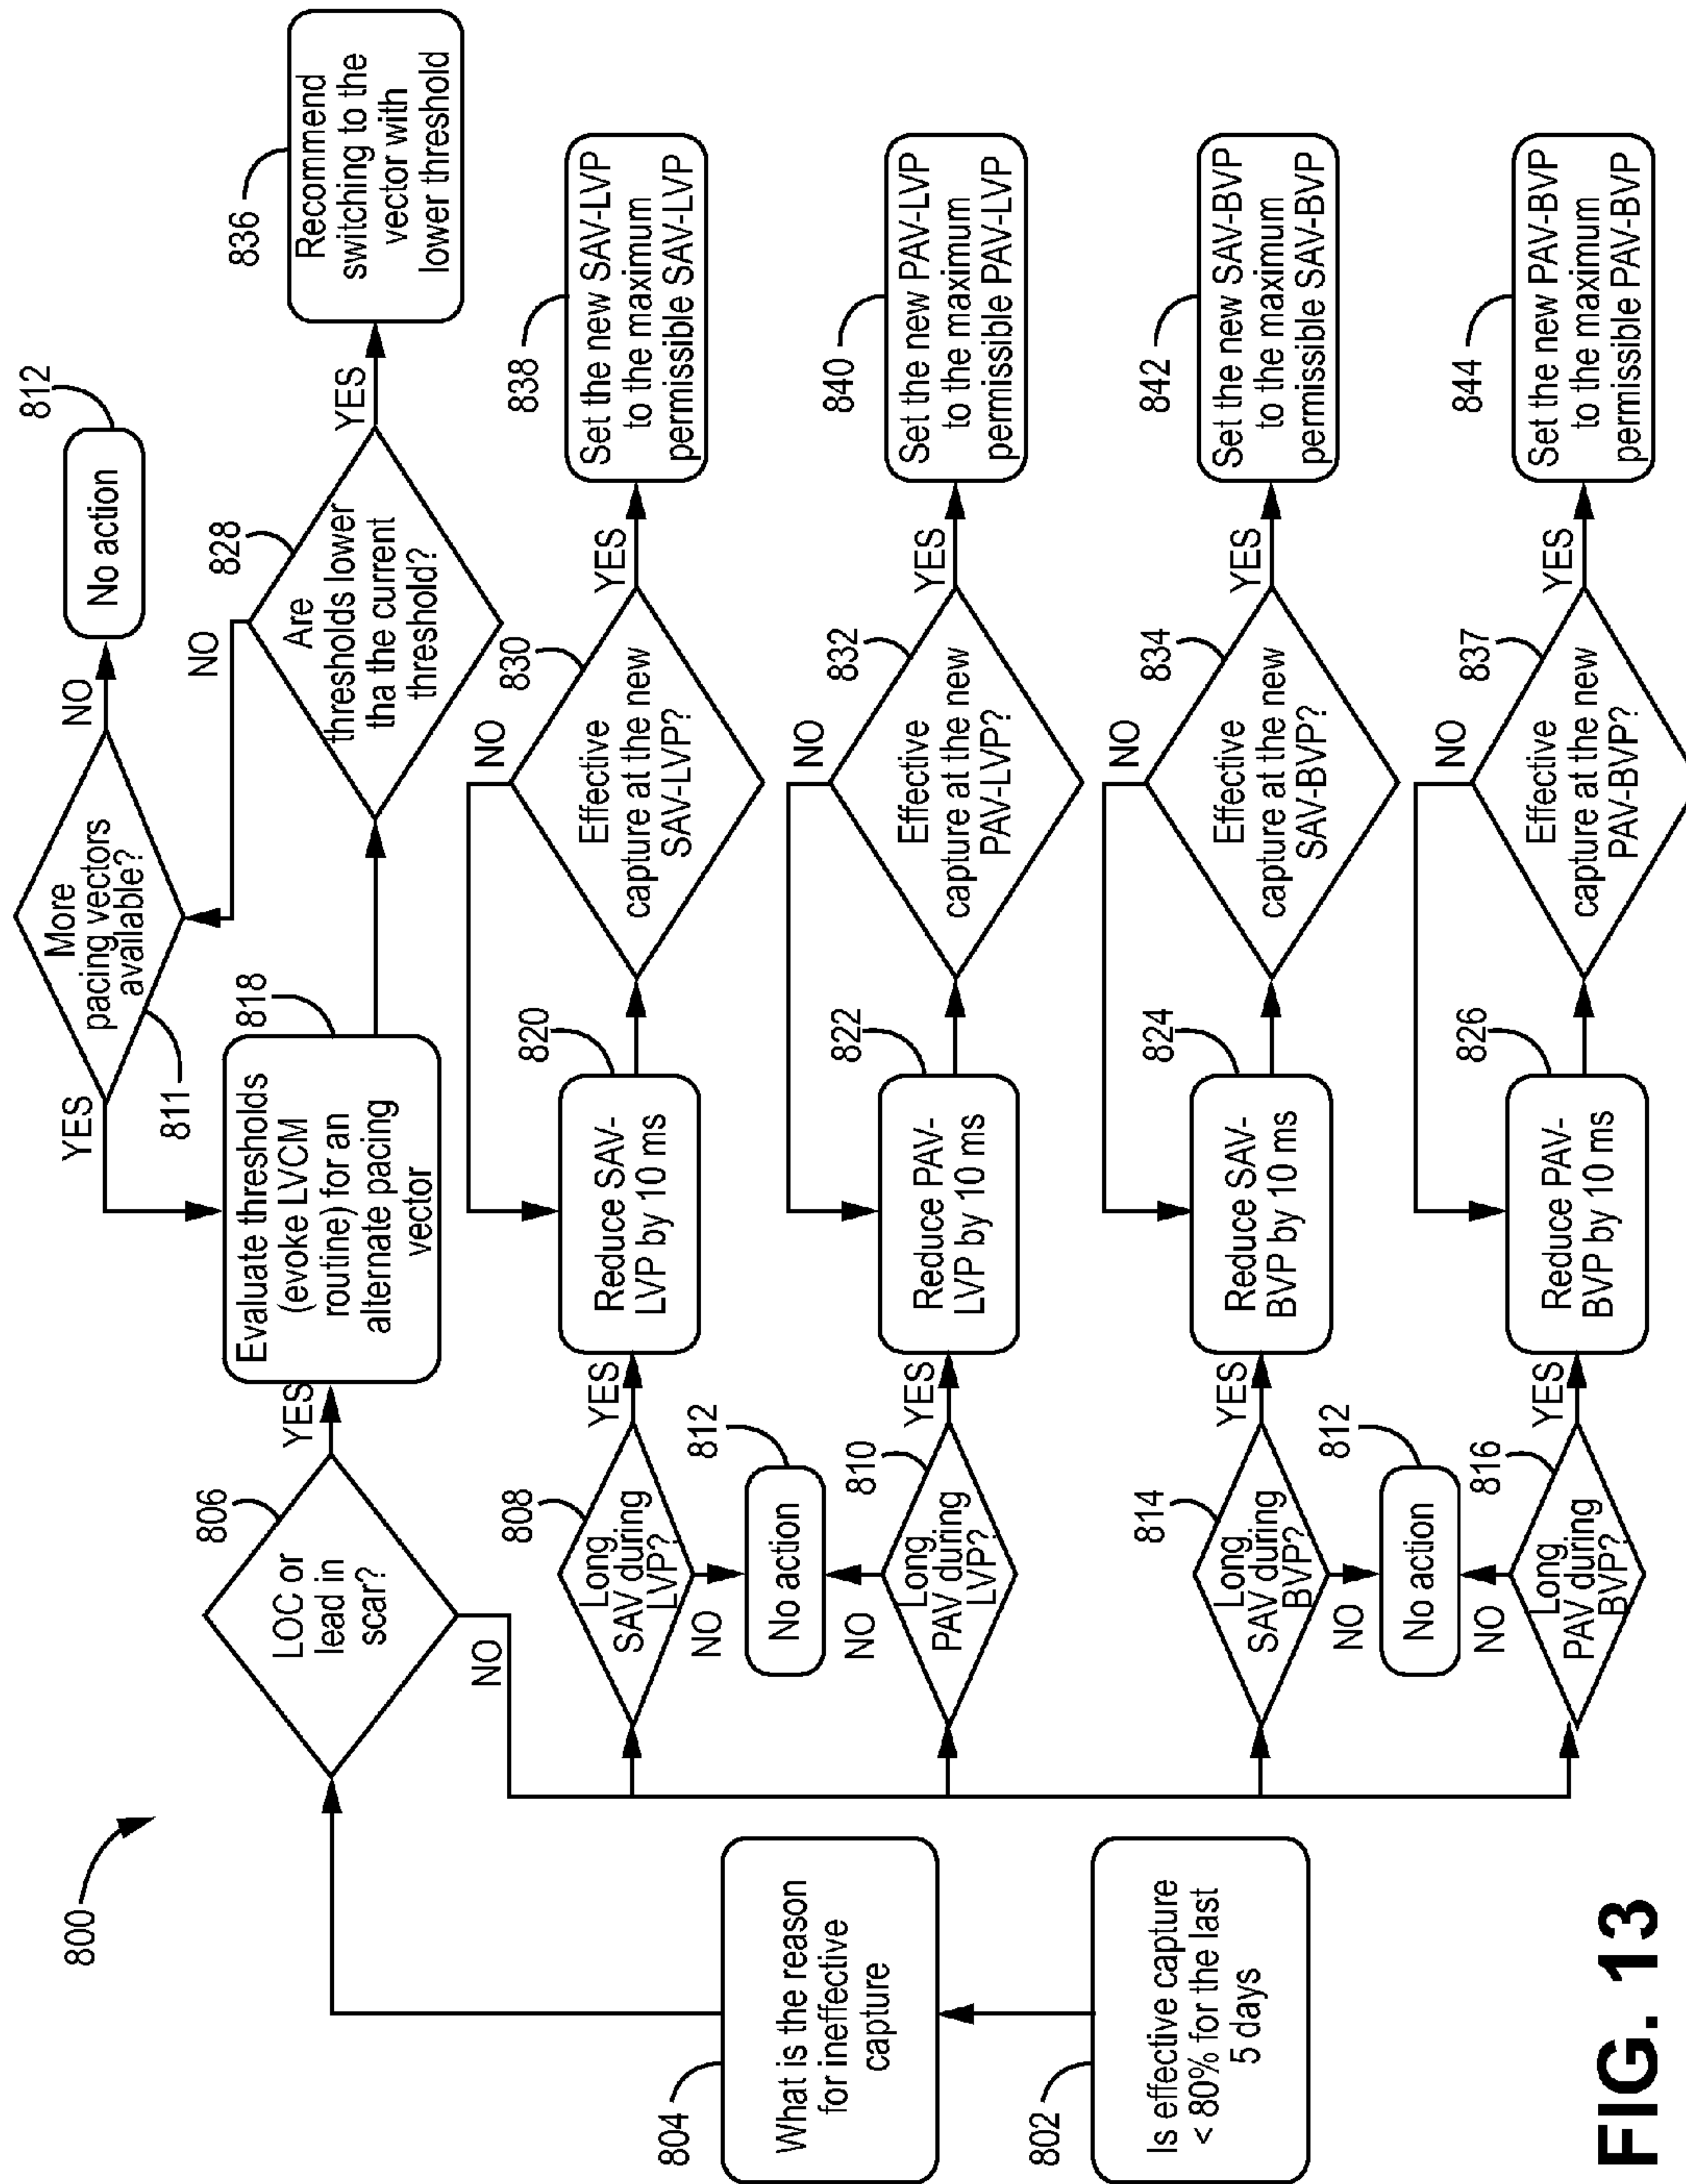 800
802
Is effective capture
< 80% for the last
5 days
804
What is the reason
for ineffective
capture
806
LOC or
lead in
scar?
YES
NO
818
Evaluate thresholds
(evoke LVCM
routine) for an
alternate pacing
vector
811
More
pacing vectors
available?
YES
NO
812
No action
828
Are
thresholds lower
tha the current
threshold?
NO
YES
836
Recommend
switching to the
vector with
lower threshold
808
Long
SAV during
LVP?
YES
NO
820
Reduce SAV-
LVP by 10 ms
830
Effective
capture at the new
SAV-LVP?
NO
YES
838
Set the new SAV-LVP
to the maximum
permissible SAV-LVP
812
No action
810
Long
PAV during
LVP?
NO
YES
822
Reduce PAV-
LVP by 10 ms
832
Effective
capture at the new
PAV-LVP?
NO
YES
840
Set the new PAV-LVP
to the maximum
permissible PAV-LVP
814
Long
SAV during
BVP?
YES
NO
824
Reduce SAV-
BVP by 10 ms
834
Effective
capture at the new
SAV-BVP?
NO
YES
842
Set the new SAV-BVP
to the maximum
permissible SAV-BVP
812
No action
816
Long
PAV during
BVP?
NO
YES
826
Reduce PAV-
BVP by 10 ms
837
Effective
capture at the new
PAV-BVP?
NO
YES
844
Set the new PAV-BVP
to the maximum
permissible PAV-BVP
FIG. 13